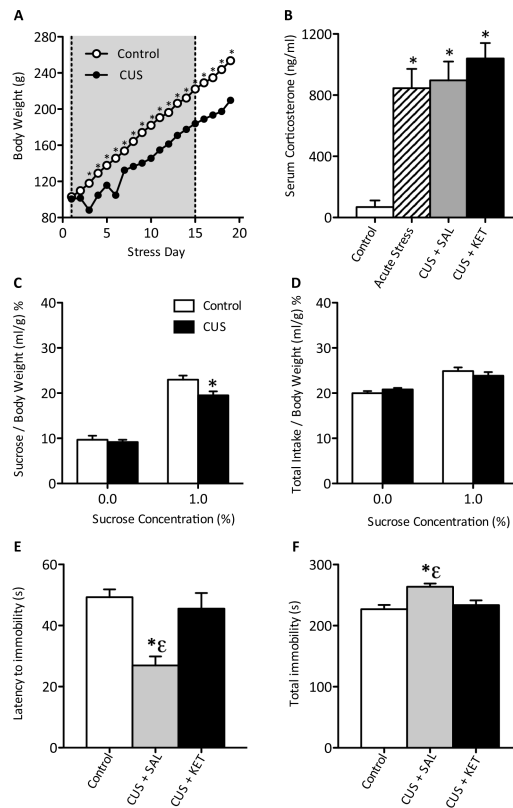 A
280
240
200
160
120
80
Body Weight (g)
Control
CUS
* * * * * * * * * * * * * * * * *
0
5
10
15
20
Stress Day
B
1200
800
400
0
Serum Corticosterone (ng/ml)
*
*
*
Control
Acute Stress
CUS + SAL
CUS + KET
C
40
30
20
10
0
Sucrose / Body Weight (ml/g) %
Control
CUS
*
0.0
1.0
Sucrose Concentration (%)
D
40
30
20
10
0
Total Intake / Body Weight (ml/g) %
0.0
1.0
Sucrose Concentration (%)
E
60
40
20
0
Latency to immobility (s)
*ε
Control
CUS + SAL
CUS + KET
F
300
200
100
0
Total immobility (s)
*ε
Control
CUS + SAL
CUS + KET